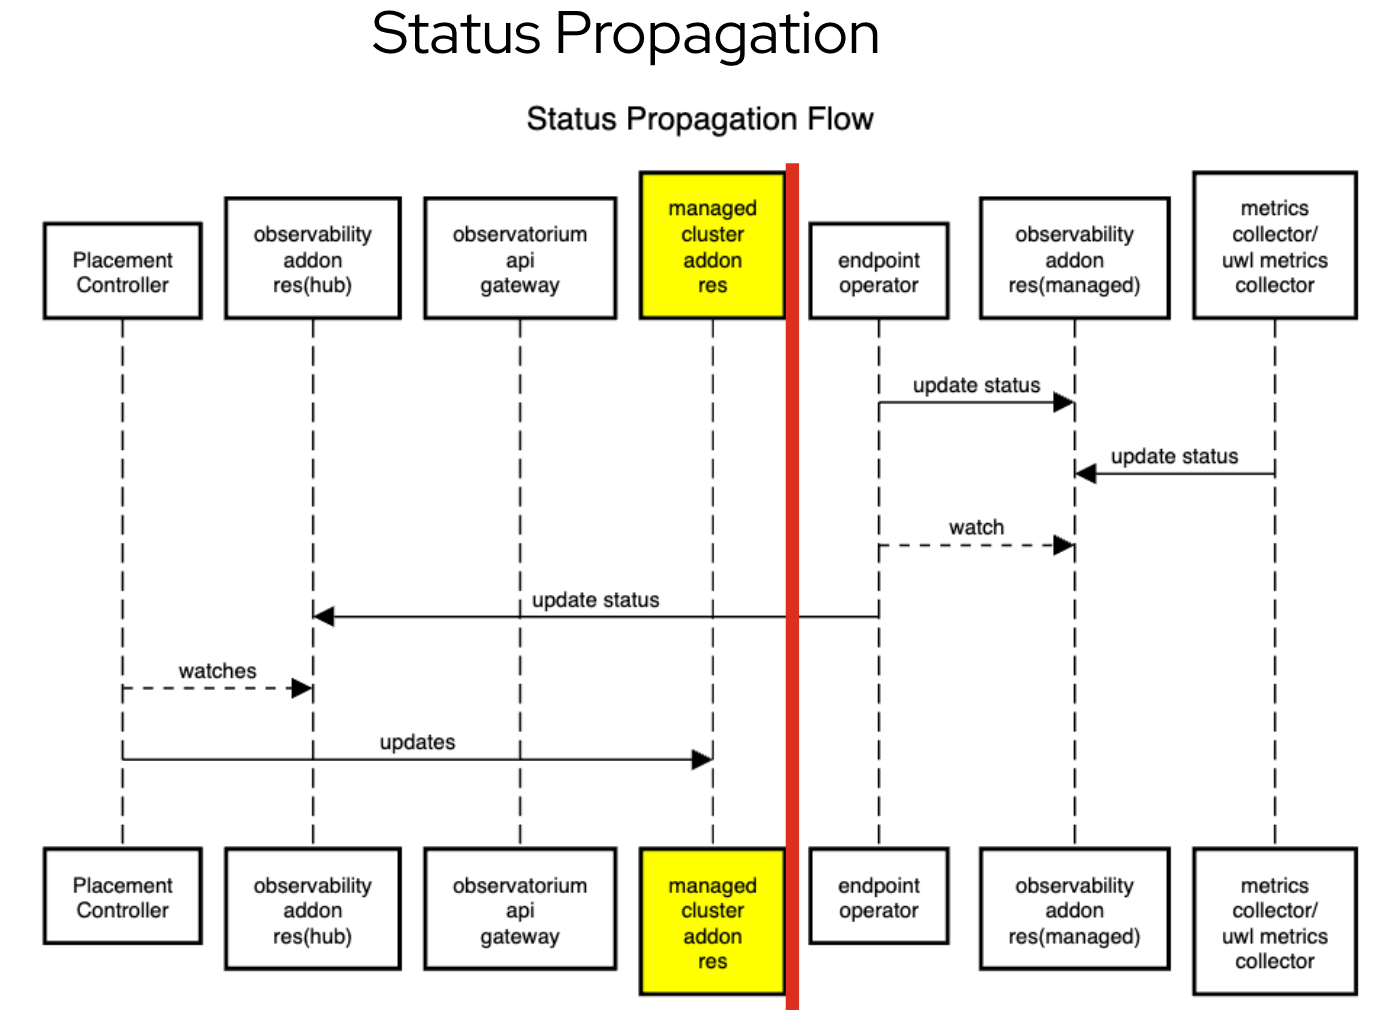 Status Propagation
Status Propagation Flow
Placement
Controller
observability
addon
res(hub)
observatorium
api
gateway
managed
cluster
addon
res
endpoint
operator
observability
addon
res(managed)
metrics
collector/
uwl metrics
collector
update status
update status
watch
update status
watches
updates
Placement
Controller
observability
addon
res(hub)
observatorium
api
gateway
managed
cluster
addon
res
endpoint
operator
observability
addon
res(managed)
metrics
collector/
uwl metrics
collector